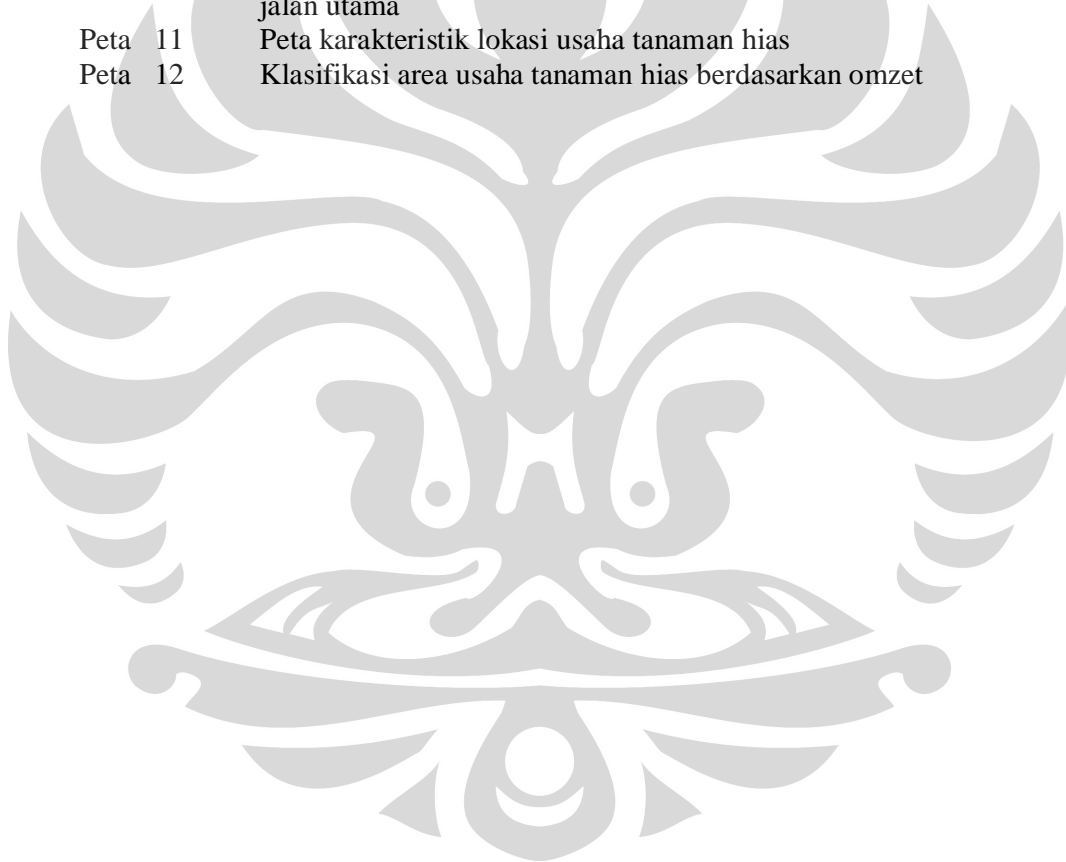 jalan utama
Peta 11 Peta karakteristik lokasi usaha tanaman hias
Peta 12 Klasifikasi area usaha tanaman hias berdasarkan omzet